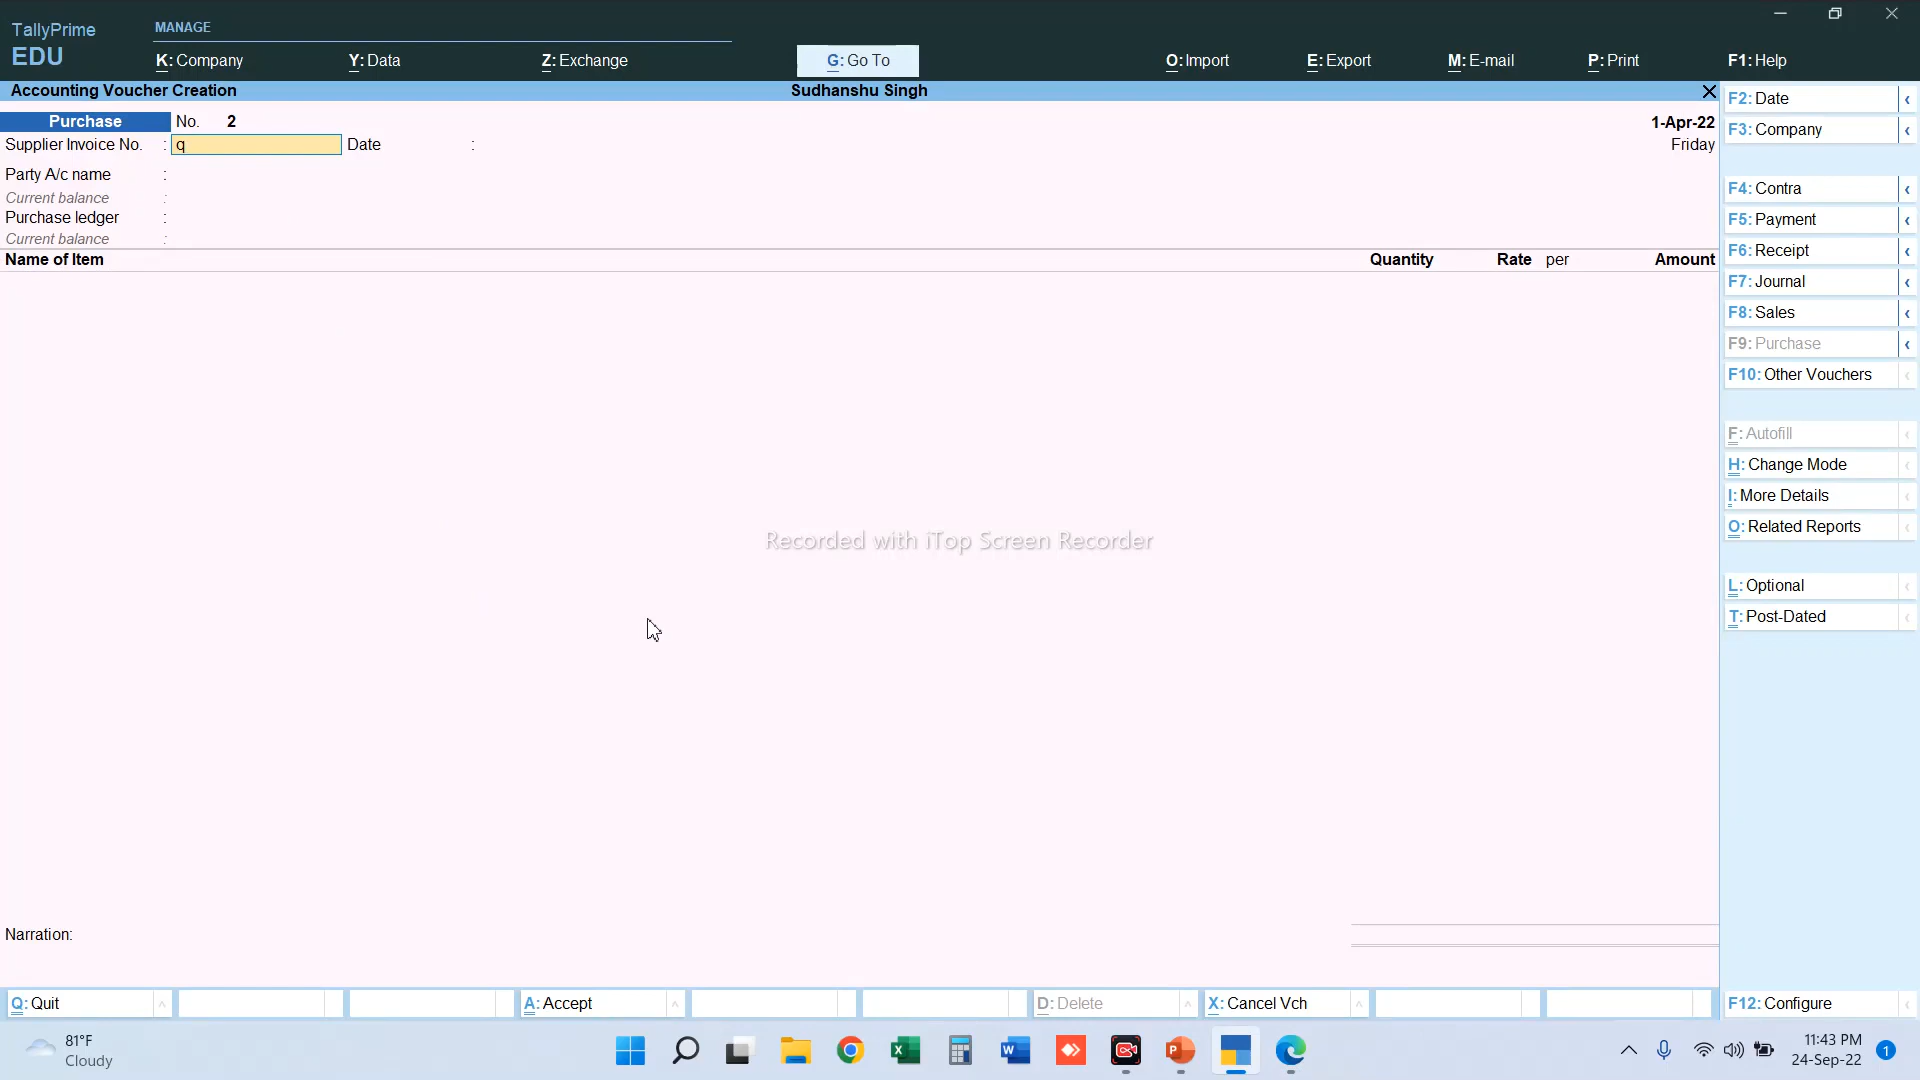 TallyPrime
EDU
MANAGE
K: Company
Y: Data
Z: Exchange
G: Go To
O: Import
E: Export
M: E-mail
P: Print
F1: Help
Accounting Voucher Creation
Sudhanshu Singh
Purchase No. 2
1-Apr-22
Supplier Invoice No. : q Date :
Friday
Party A/c name :
Current balance :
Purchase ledger :
Current balance :
Name of Item Quantity Rate per Amount
Recorded with iTop Screen Recorder
Narration:
F2: Date
F3: Company
F4: Contra
F5: Payment
F6: Receipt
F7: Journal
F8: Sales
F9: Purchase
F10: Other Vouchers
F: Autofill
H: Change Mode
I: More Details
O: Related Reports
L: Optional
T: Post-Dated
F12: Configure
Q: Quit
A: Accept
D: Delete
X: Cancel Vch
81°F
Cloudy
11:43 PM
24-Sep-22
1